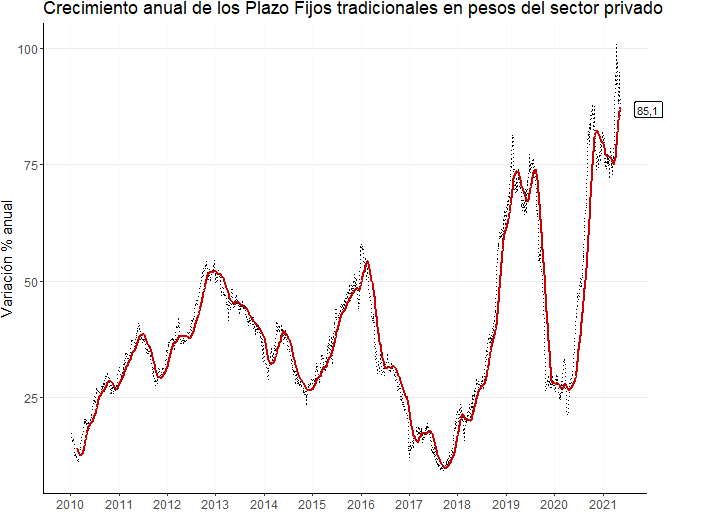 Crecimiento anual de los Plazo Fijos tradicionales en pesos del sector privado
Variación % anual
100
75
50
25
85,1
2010 2011 2012 2013 2014 2015 2016 2017 2018 2019 2020 2021